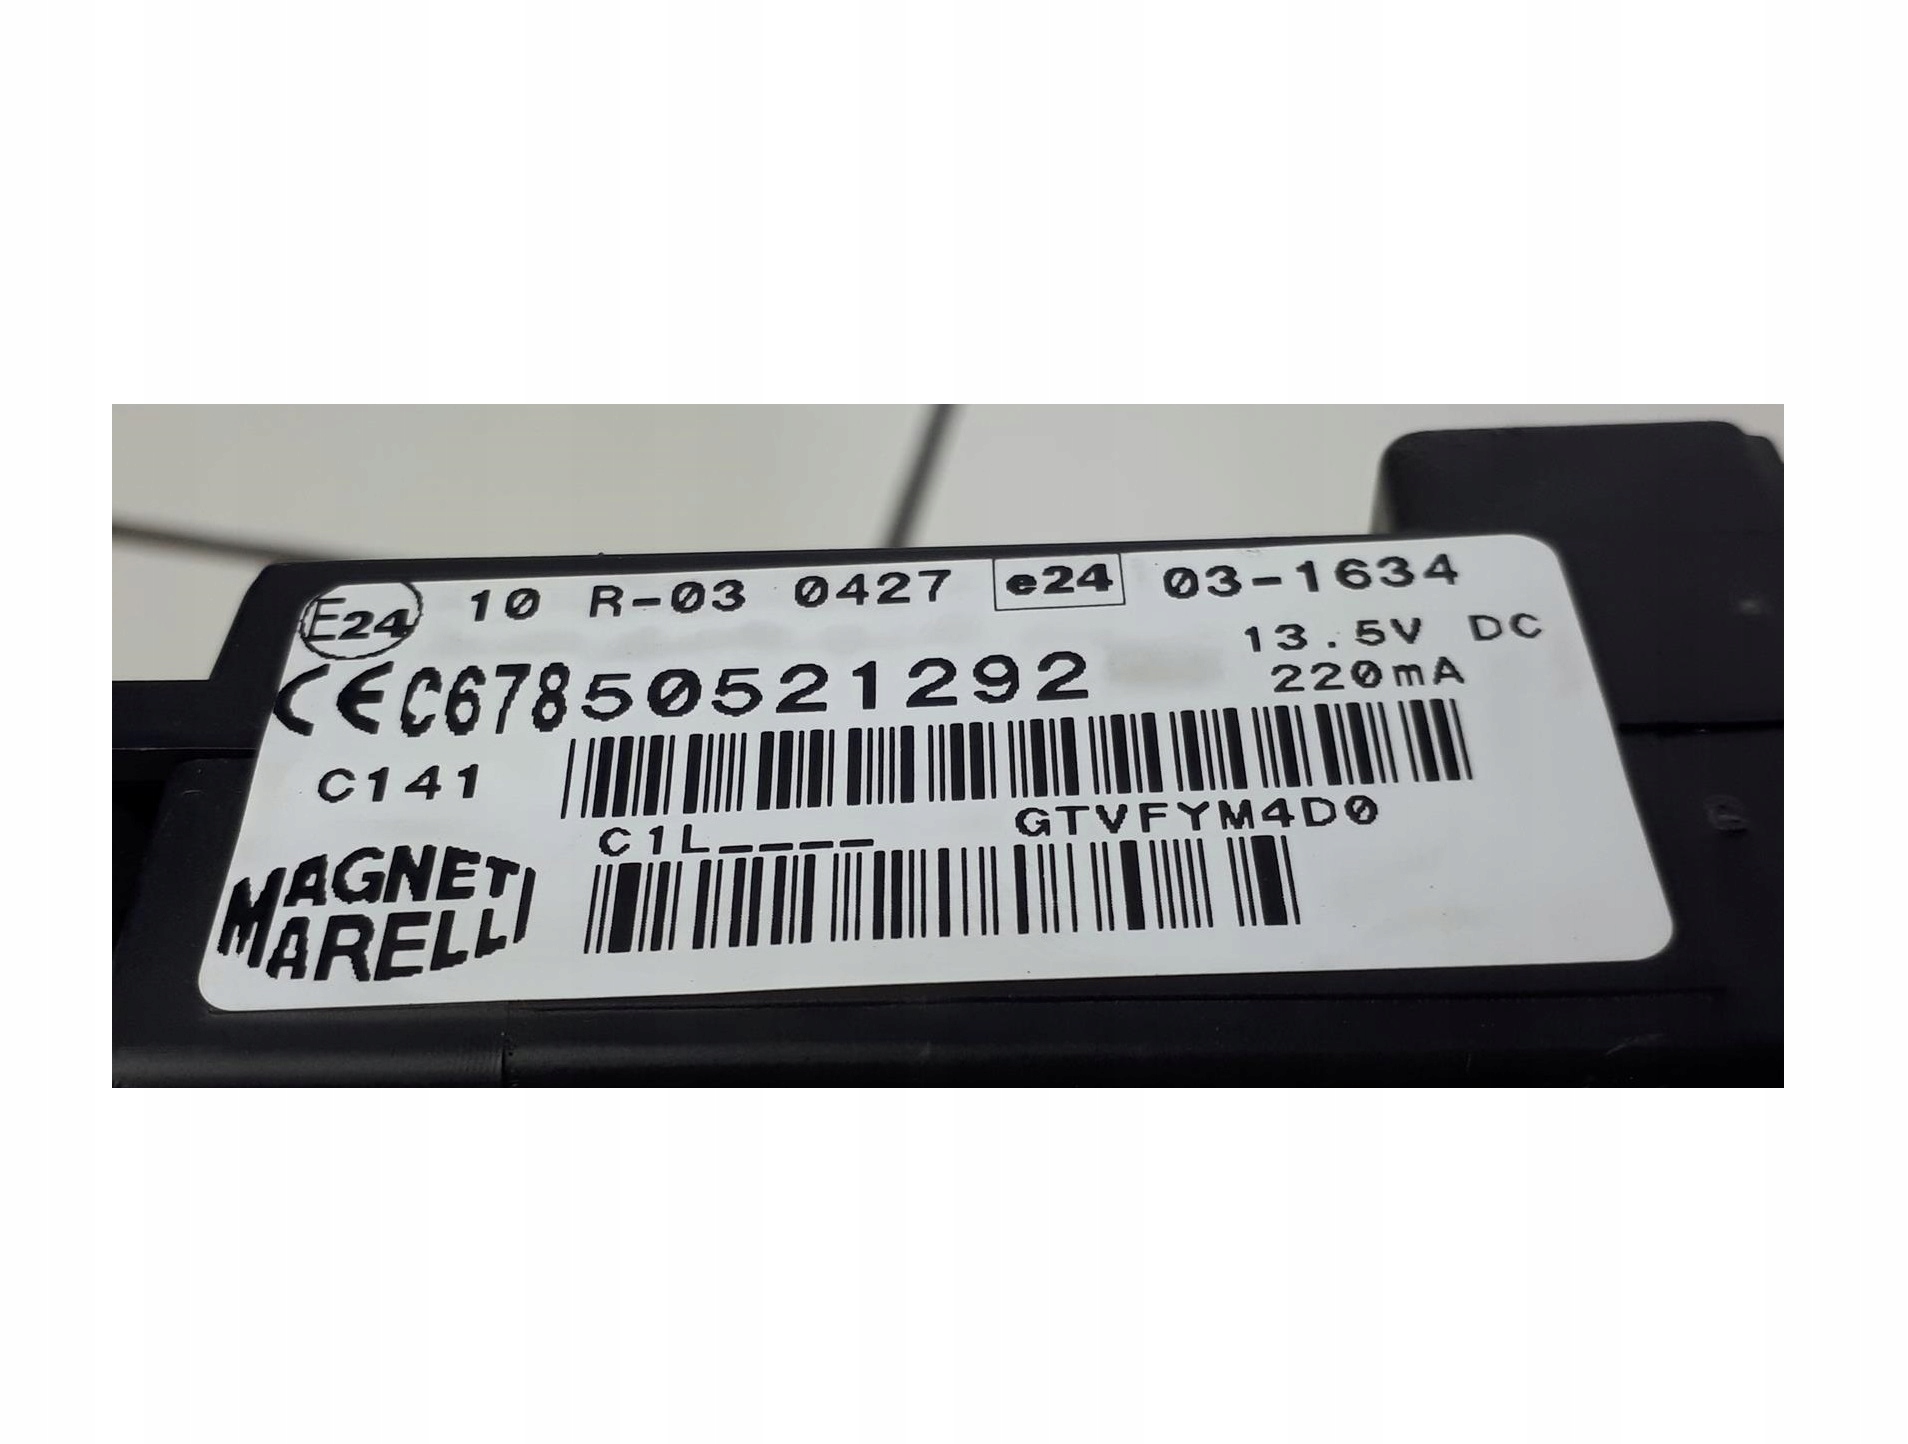 E24 10 R-03 0427 e24 03-1634
13.5V DC
CE C678 50521292 220mA
C141
GTVFYM4D0
C1L____
MAGNETI
MARELLI